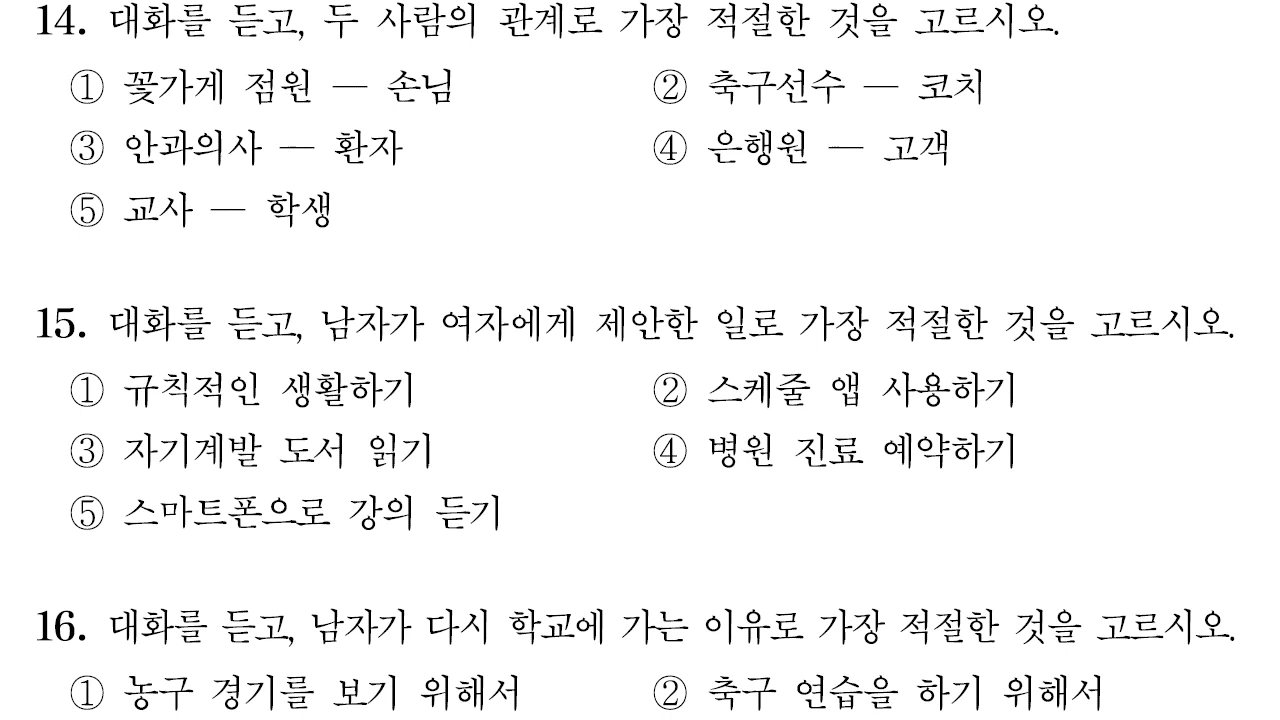 14. 대화를 듣고, 두 사람의 관계로 가장 적절한 것을 고르시오.
① 꽃가게 점원 — 손님 ② 축구선수 — 코치
③ 안과의사 — 환자 ④ 은행원 — 고객
⑤ 교사 — 학생
15. 대화를 듣고, 남자가 여자에게 제안한 일로 가장 적절한 것을 고르시오.
① 규칙적인 생활하기 ② 스케줄 앱 사용하기
③ 자기계발 도서 읽기 ④ 병원 진료 예약하기
⑤ 스마트폰으로 강의 듣기
16. 대화를 듣고, 남자가 다시 학교에 가는 이유로 가장 적절한 것을 고르시오.
① 농구 경기를 보기 위해서 ② 축구 연습을 하기 위해서